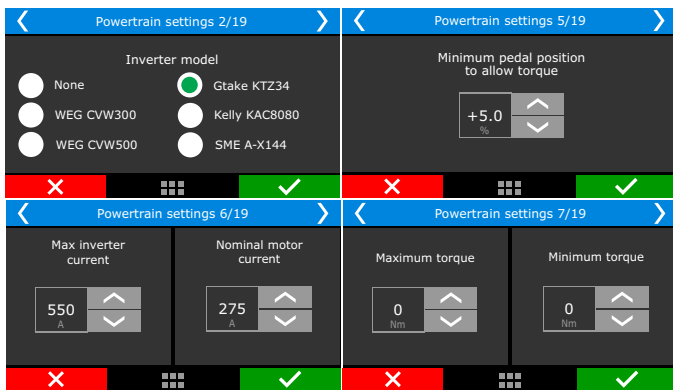 Powertrain settings 2/19
Inverter model
None
Gtake KTZ34
WEG CVW300
Kelly KAC8080
WEG CVW500
SME A-X144
Powertrain settings 5/19
Minimum pedal position
to allow torque
+5.0
%
Powertrain settings 6/19
Max inverter
current
550
A
Nominal motor
current
275
A
Powertrain settings 7/19
Maximum torque
0
Nm
Minimum torque
0
Nm